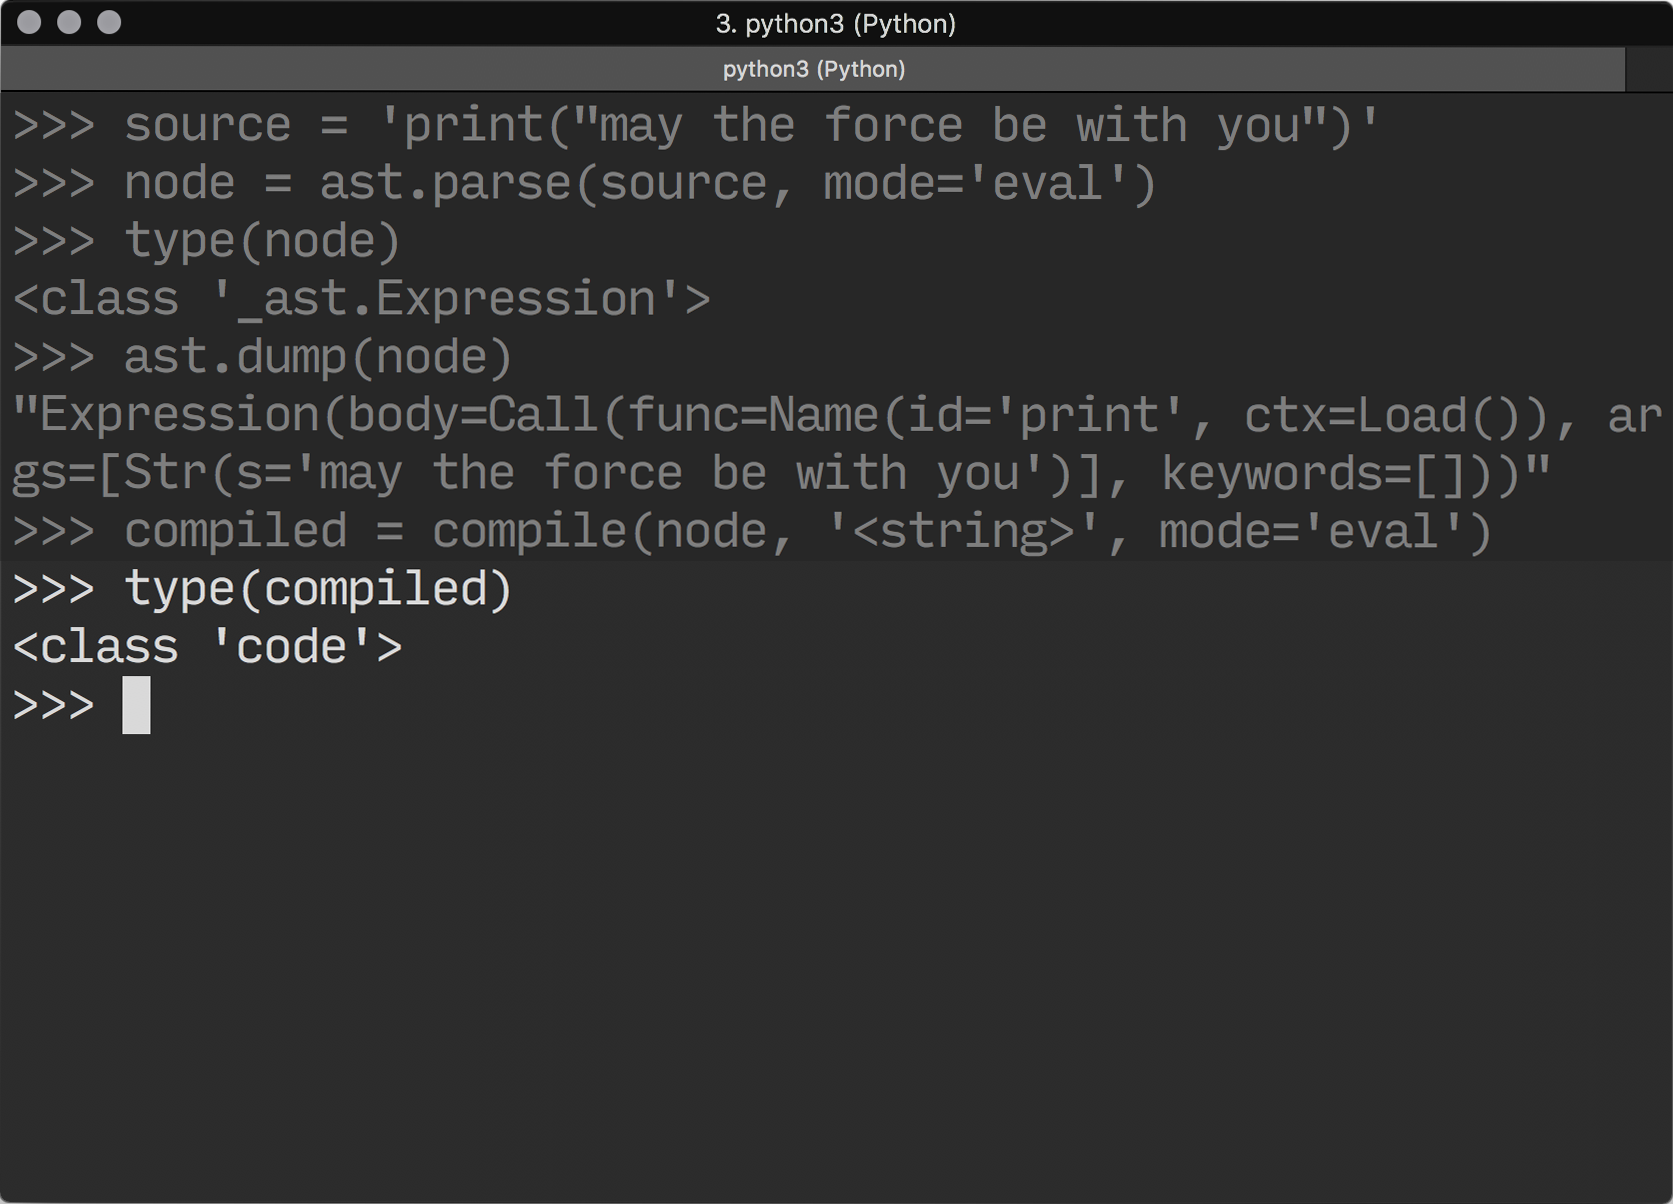 3. python3 (Python)
python3 (Python)
>>> source = 'print("may the force be with you")'
>>> node = ast.parse(source, mode='eval')
>>> type(node)
<class '_ast.Expression'>
>>> ast.dump(node)
"Expression(body=Call(func=Name(id='print', ctx=Load()), ar
gs=[Str(s='may the force be with you')], keywords=[]))"
>>> compiled = compile(node, '<string>', mode='eval')
>>> type(compiled)
<class 'code'>
>>>